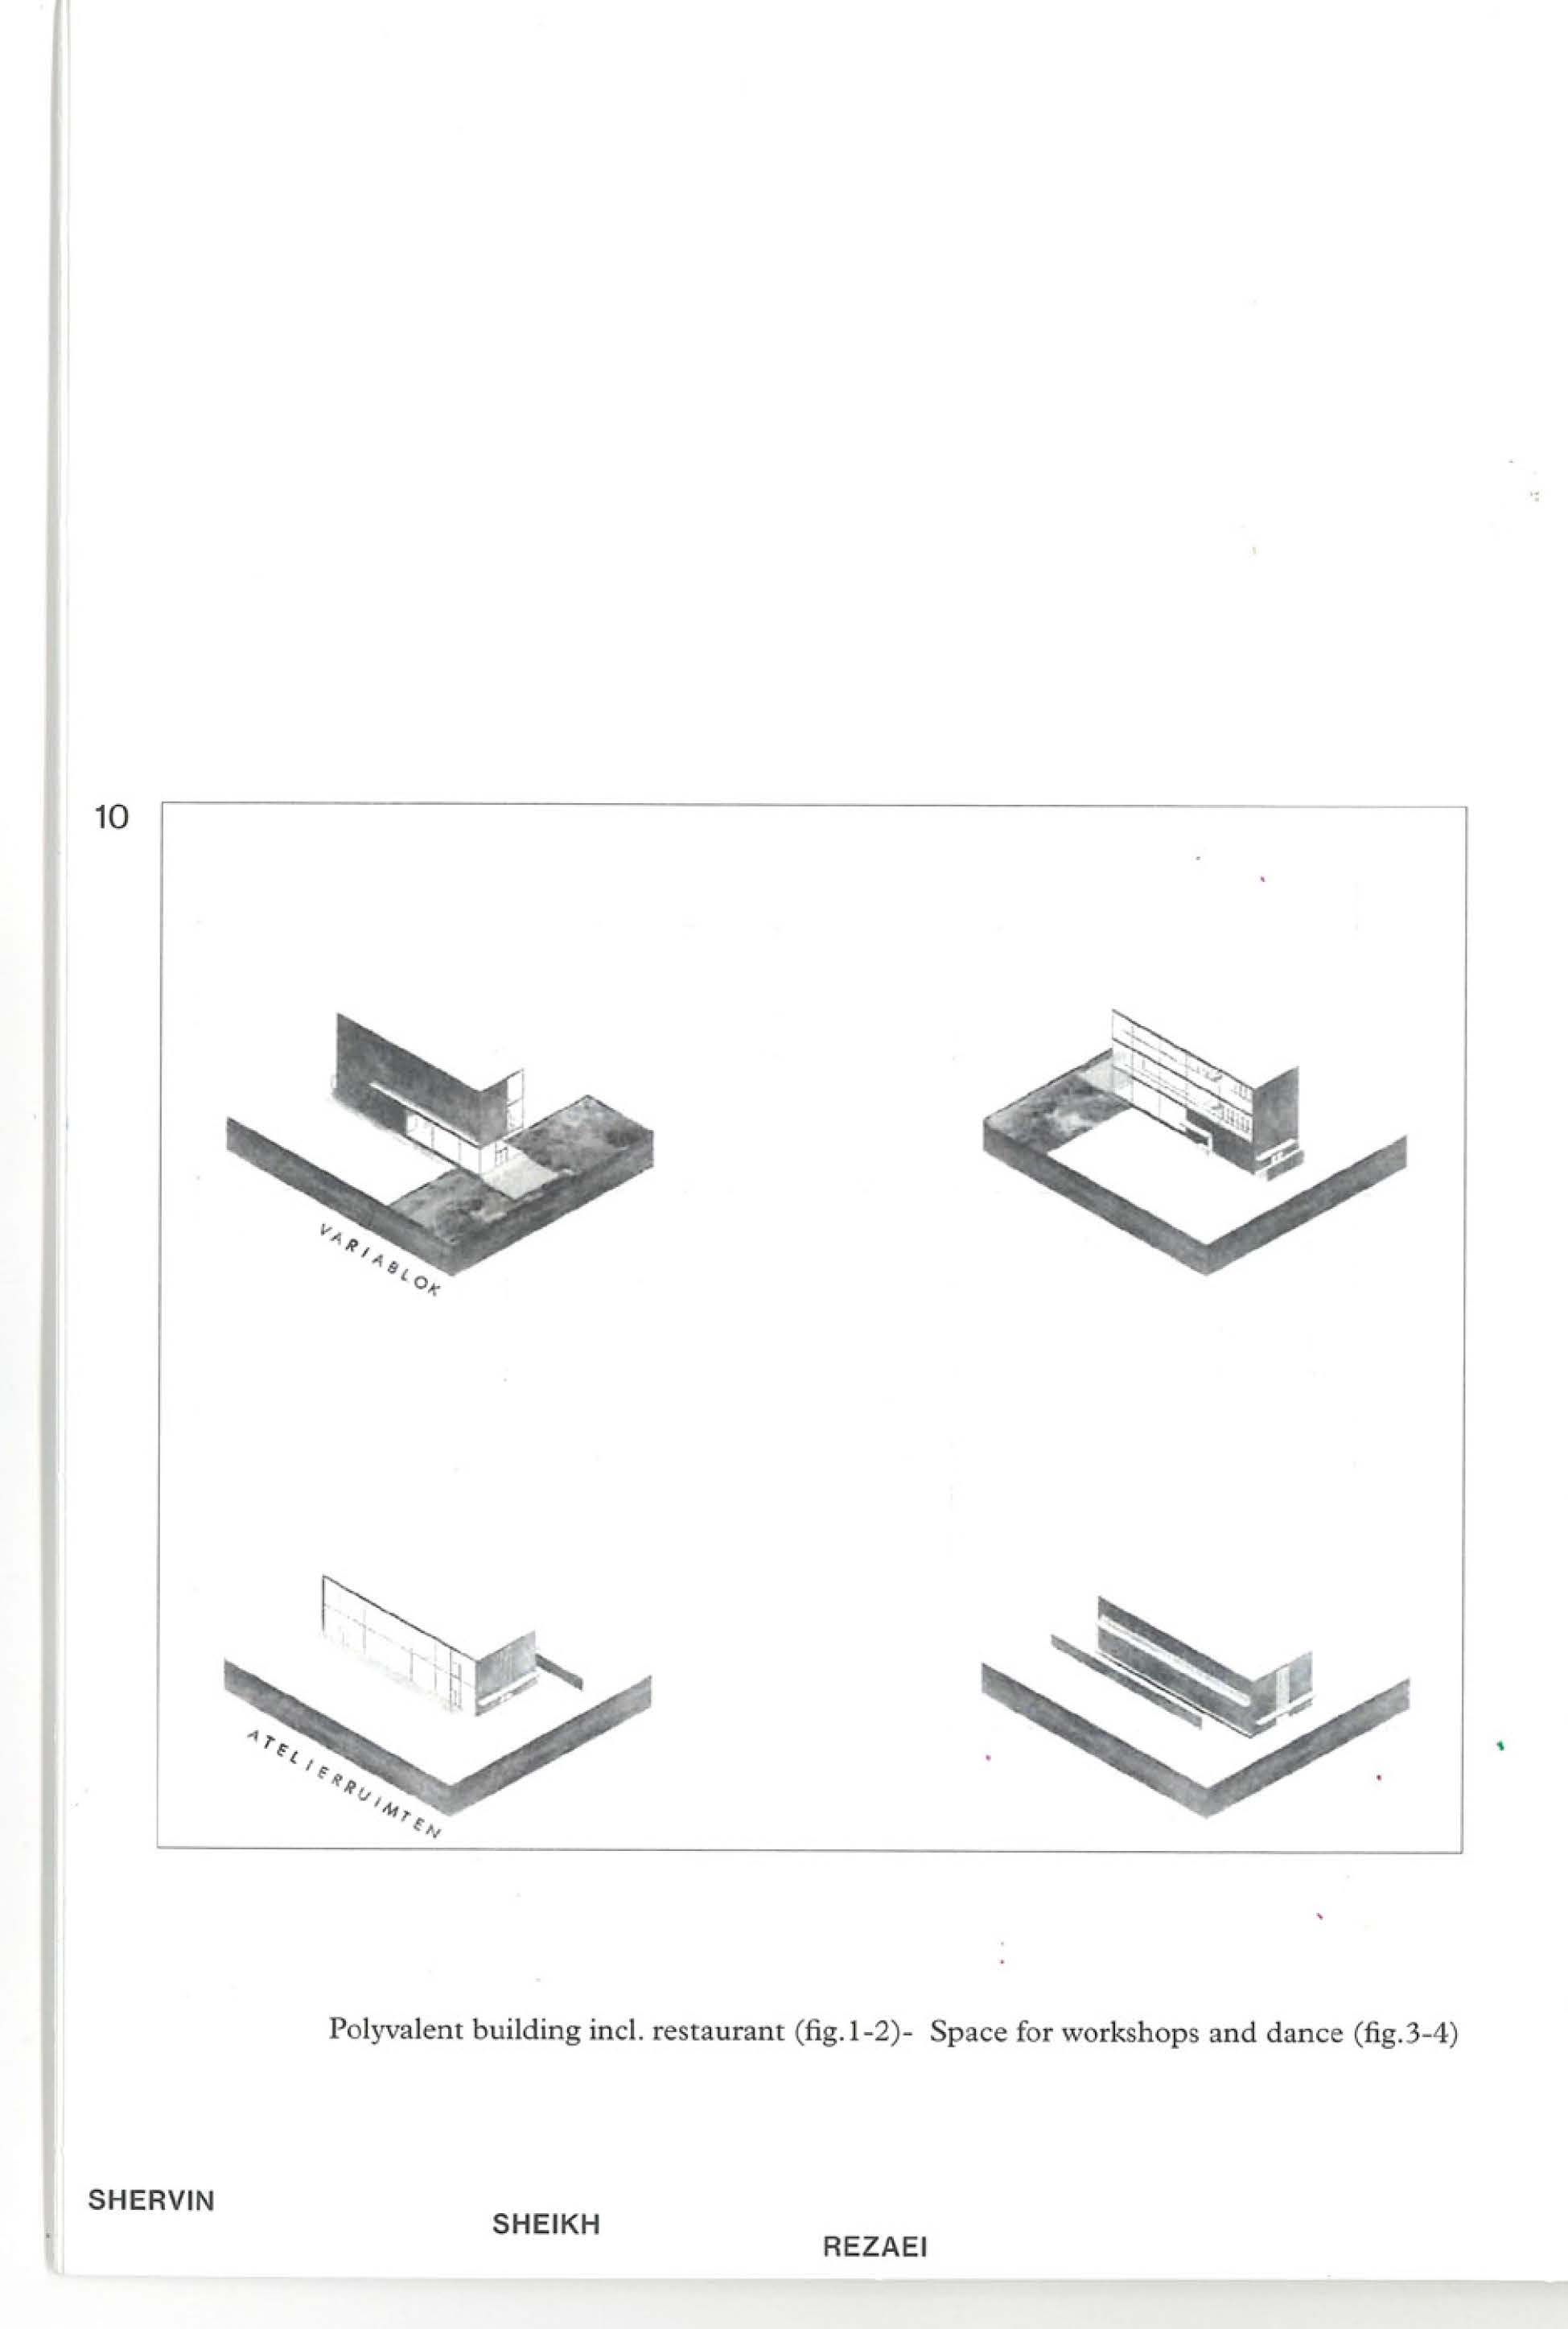 10
VARIABLOK
ATELIERRUIMTEN
Polyvalent building incl. restaurant (fig.1-2)- Space for workshops and dance (fig.3-4)
SHERVIN
SHEIKH
REZAEI